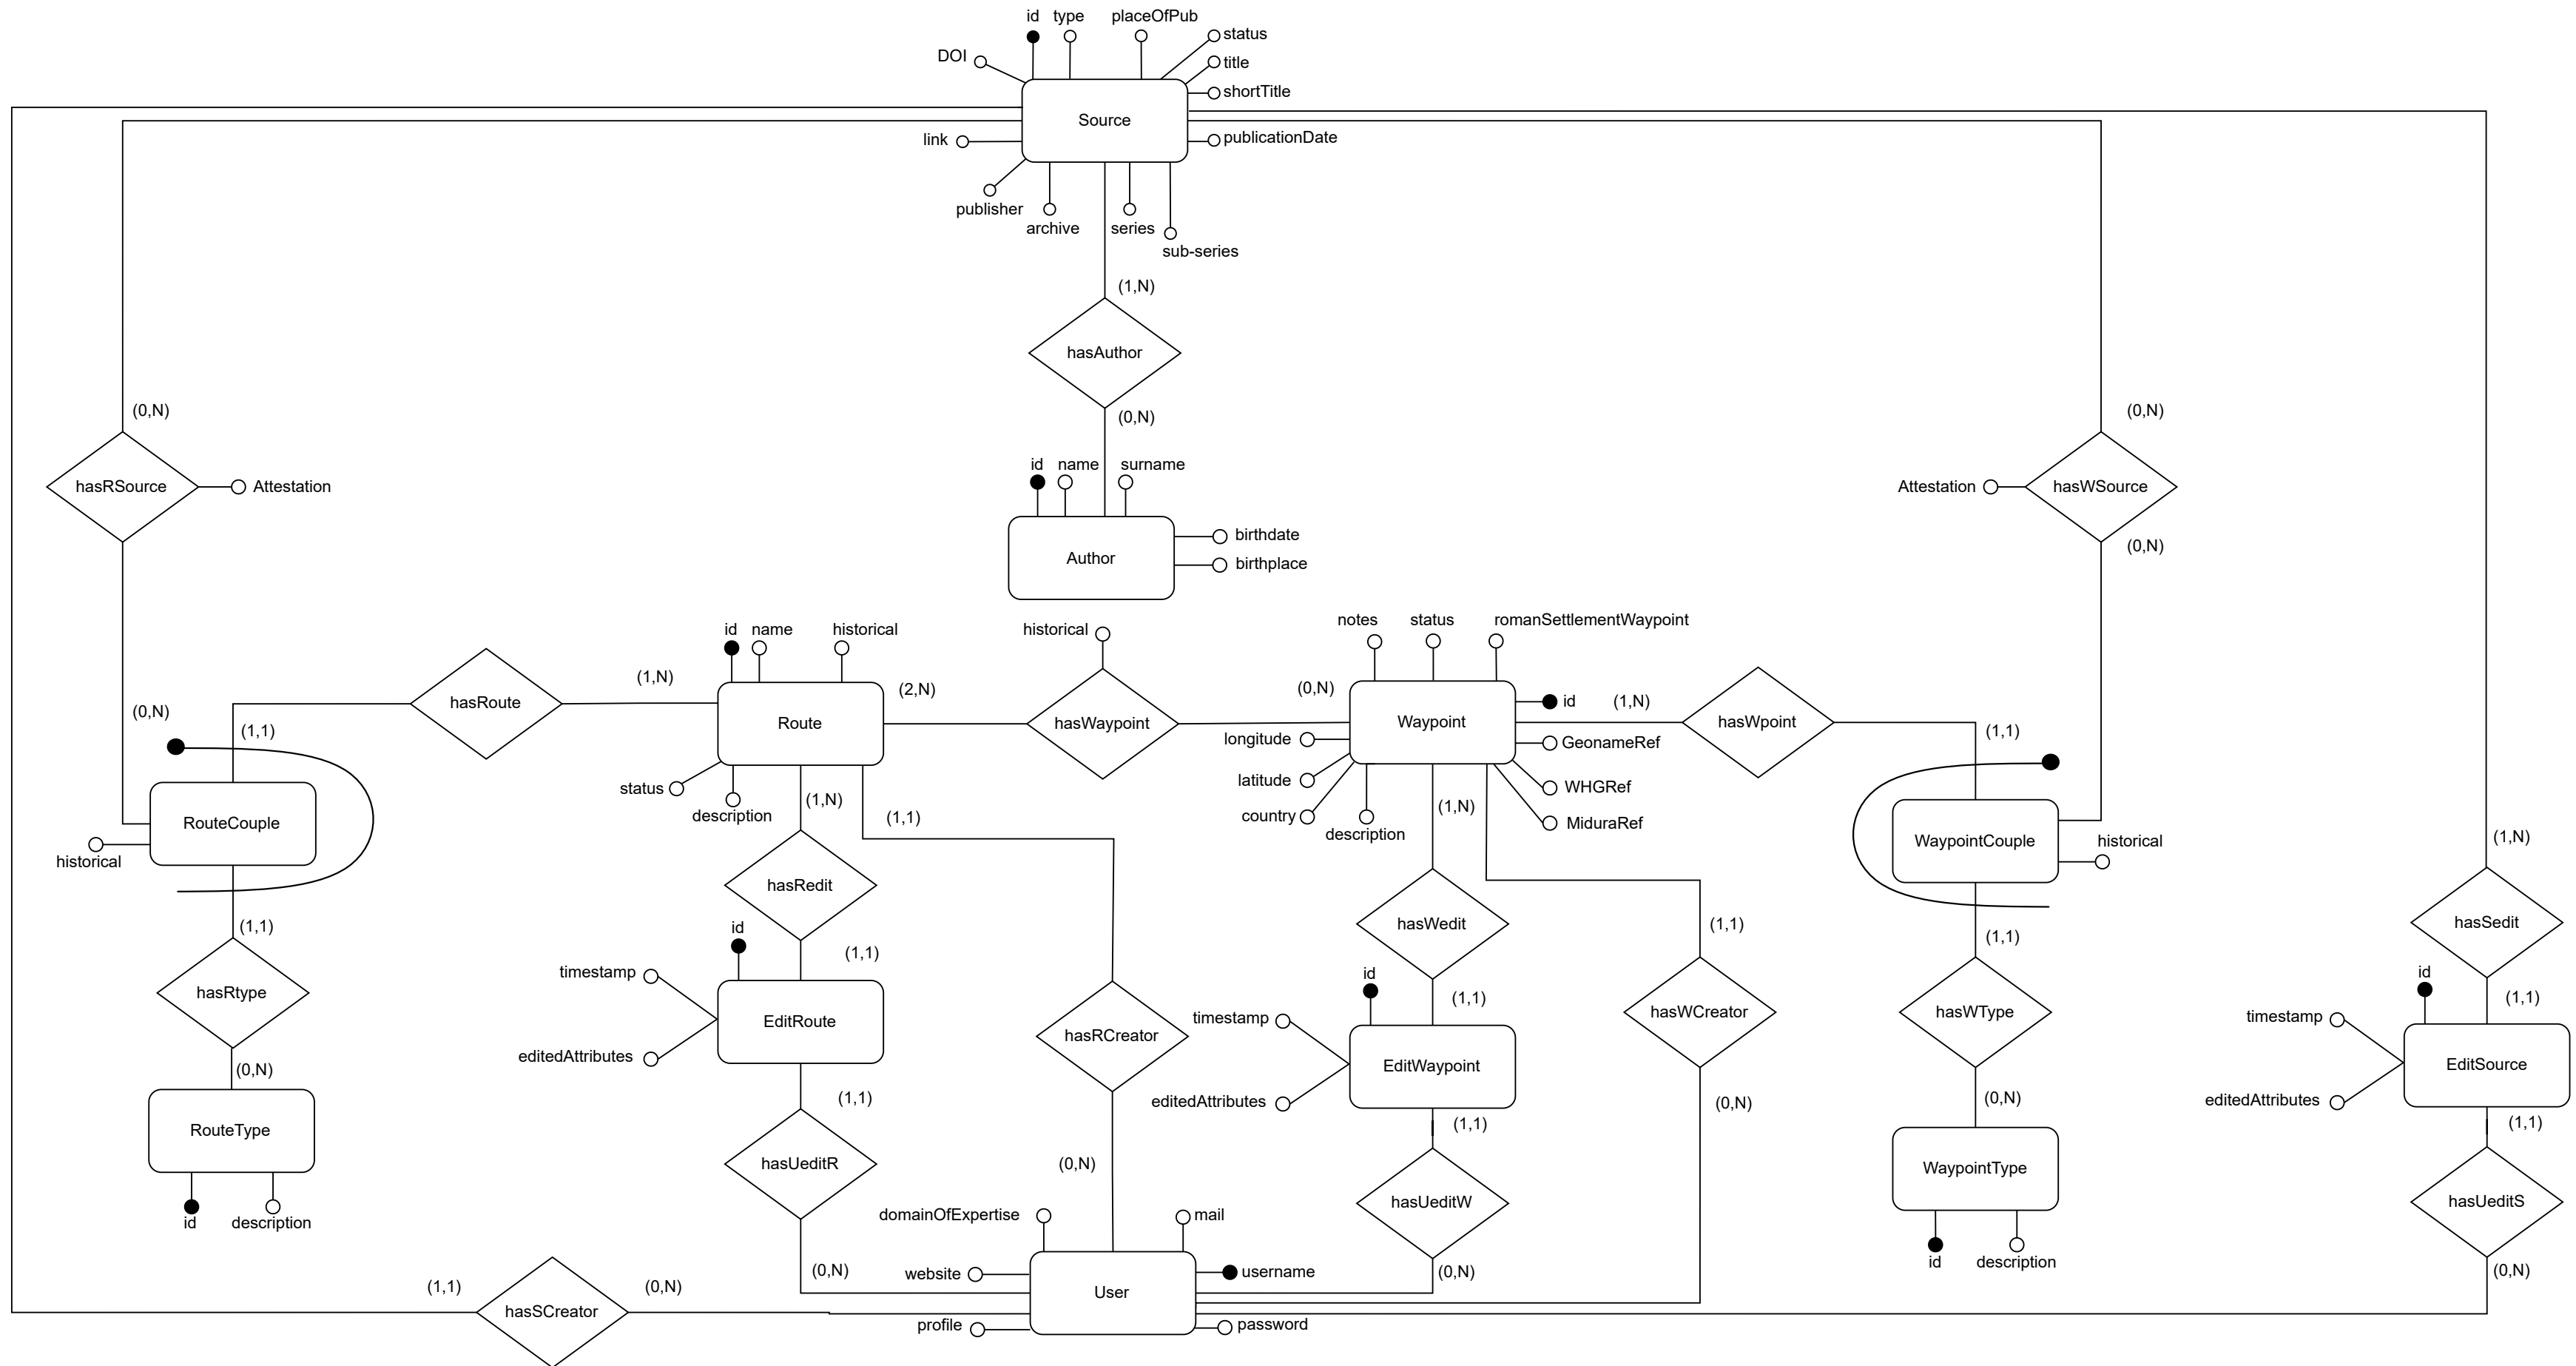 id
type
placeOfPub
status
DOI
title
shortTitle
Source
link
publicationDate
publisher
archive
series
sub-series
(1,N)
hasAuthor
(0,N)
(0,N)
(0,N)
hasRSource
Attestation
id
name
surname
Attestation
hasWSource
(0,N)
birthdate
Author
birthplace
id
name
historical
historical
notes
status
romanSettlementWaypoint
hasRoute
(1,N)
(2,N)
(0,N)
id
(1,N)
(0,N)
(1,1)
Route
hasWaypoint
Waypoint
hasWpoint
(1,1)
longitude
GeonameRef
latitude
WHGRef
status
description
(1,N)
(1,1)
country
description
(1,N)
MiduraRef
RouteCouple
historical
WaypointCouple
historical
(1,N)
hasRedit
(1,1)
id
(1,1)
hasWedit
(1,1)
(1,1)
hasSedit
timestamp
id
id
hasRtype
editedAttributes
EditRoute
hasRCreator
timestamp
(1,1)
hasWCreator
hasWType
timestamp
(1,1)
(0,N)
EditWaypoint
EditSource
editedAttributes
editedAttributes
(1,1)
(1,1)
(0,N)
(0,N)
(1,1)
RouteType
hasUeditR
(0,N)
hasUeditW
WaypointType
hasUeditS
id
description
domainOfExpertise
mail
id
description
(0,N)
website
username
(0,N)
(0,N)
(1,1)
hasSCreator
(0,N)
User
profile
password